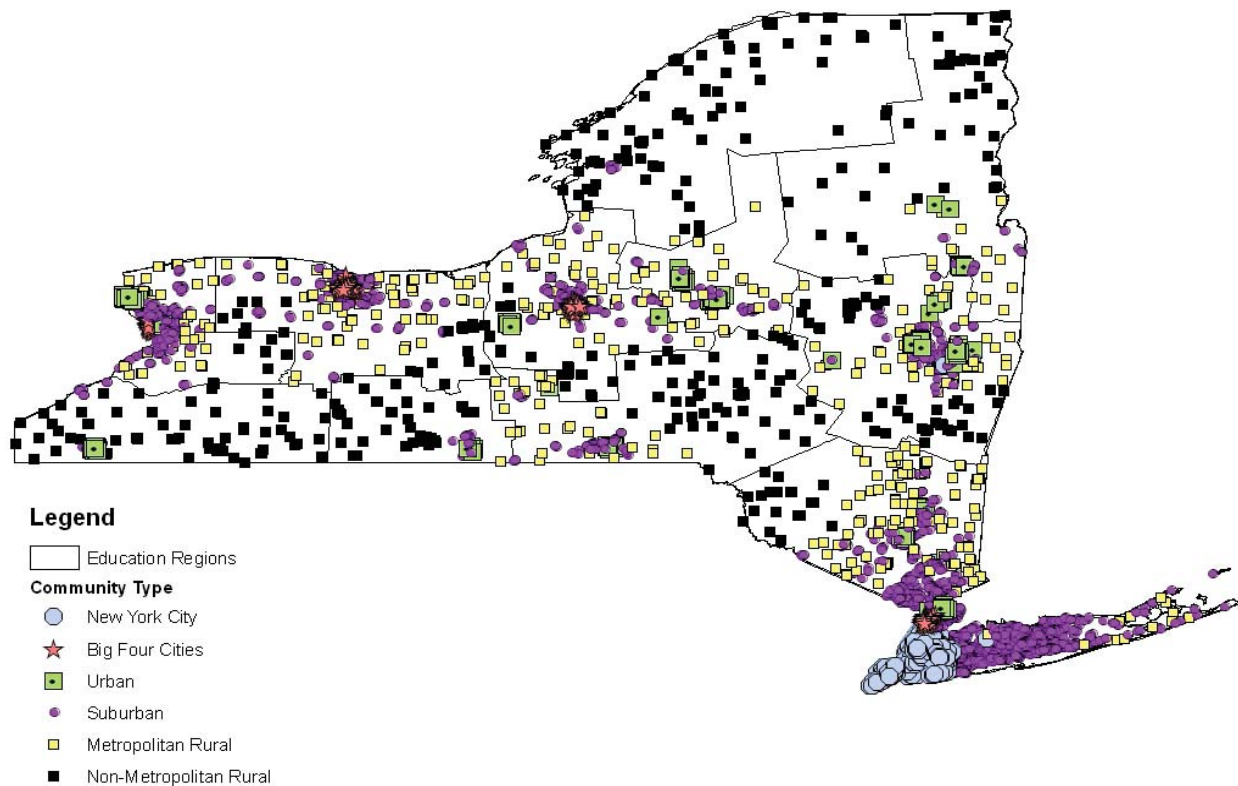 Legend
Education Regions
Community Type
New York City
Big Four Cities
Urban
Suburban
Metropolitan Rural
Non-Metropolitan Rural